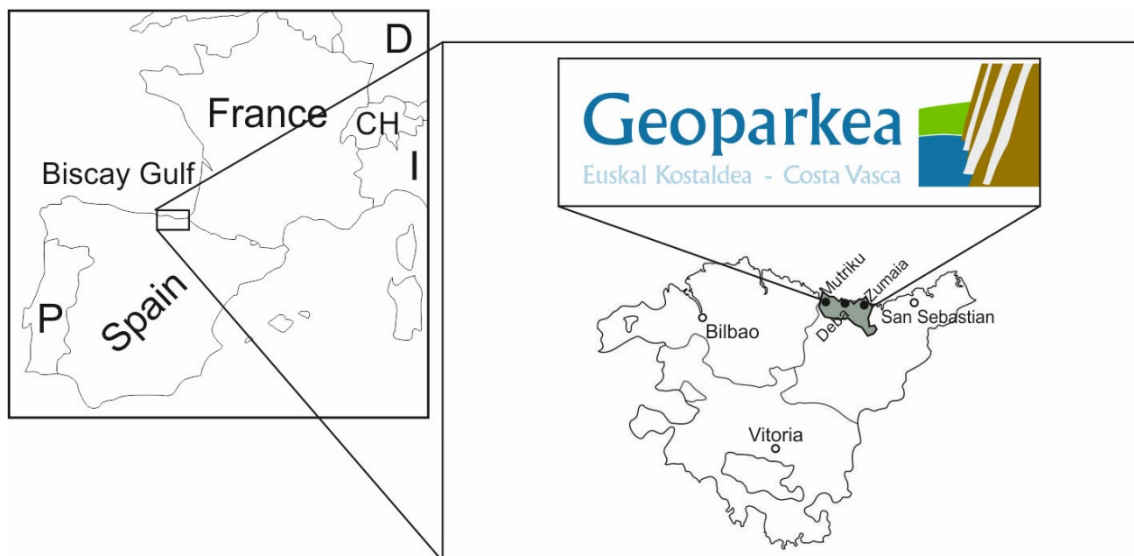 D
France
CH
Biscay Gulf
I
P
Spain
Geoparkea
Euskal Kostaldea - Costa Vasca
Mutriku
Zumaia
Deba
San Sebastian
Bilbao
Vitoria